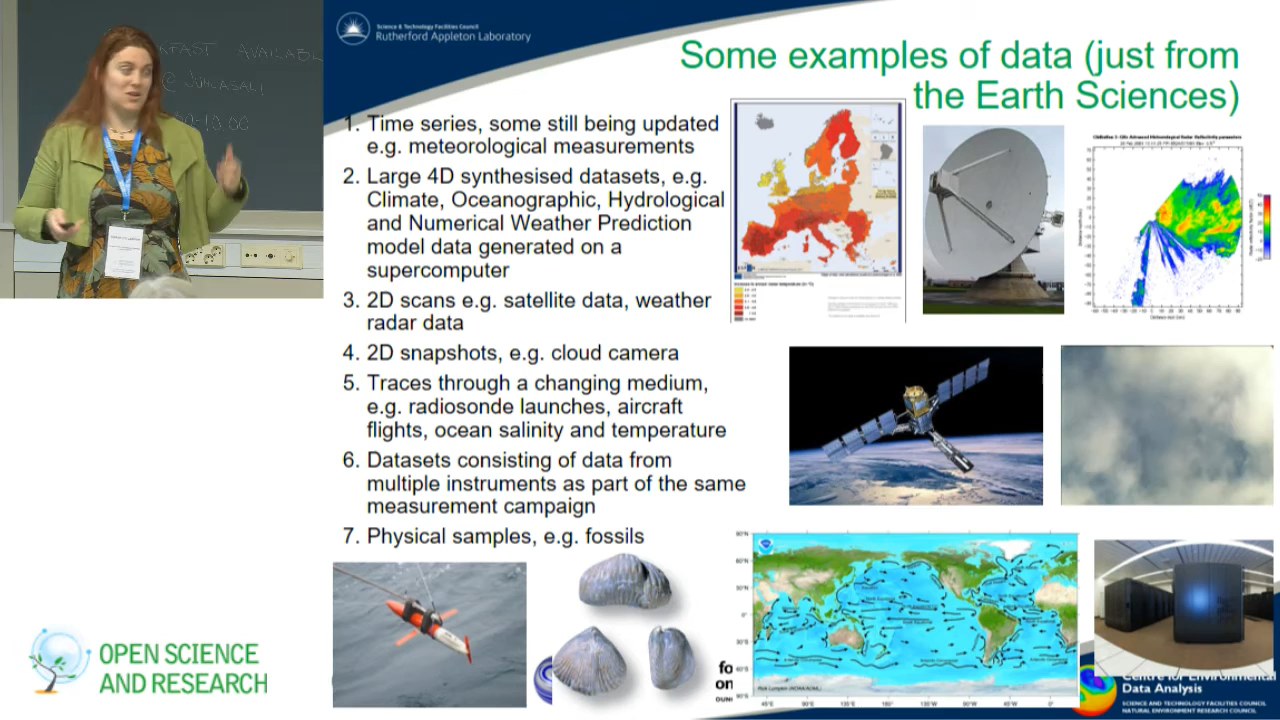 KFAST AVAILABL
@ JUHLASALI
Science & Technology Facilities Council
Rutherford Appleton Laboratory
Some examples of data (just from
the Earth Sciences)
1. Time series, some still being updated
e.g. meteorological measurements
2. Large 4D synthesised datasets, e.g.
Climate, Oceanographic, Hydrological
and Numerical Weather Prediction
model data generated on a
supercomputer
3. 2D scans e.g. satellite data, weather
radar data
4. 2D snapshots, e.g. cloud camera
5. Traces through a changing medium,
e.g. radiosonde launches, aircraft
flights, ocean salinity and temperature
6. Datasets consisting of data from
multiple instruments as part of the same
measurement campaign
7. Physical samples, e.g. fossils
OPEN SCIENCE
AND RESEARCH
fo
on
Centre for Environmental
Data Analysis
SCIENCE AND TECHNOLOGY FACILITIES COUNCIL
NATURAL ENVIRONMENT RESEARCH COUNCIL